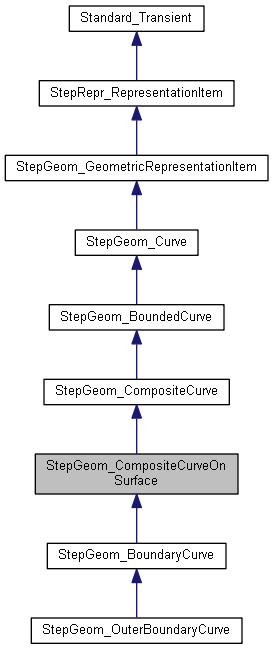 Standard_Transient
StepRepr_RepresentationItem
StepGeom_GeometricRepresentationItem
StepGeom_Curve
StepGeom_BoundedCurve
StepGeom_CompositeCurve
StepGeom_CompositeCurveOn
Surface
StepGeom_BoundaryCurve
StepGeom_OuterBoundaryCurve